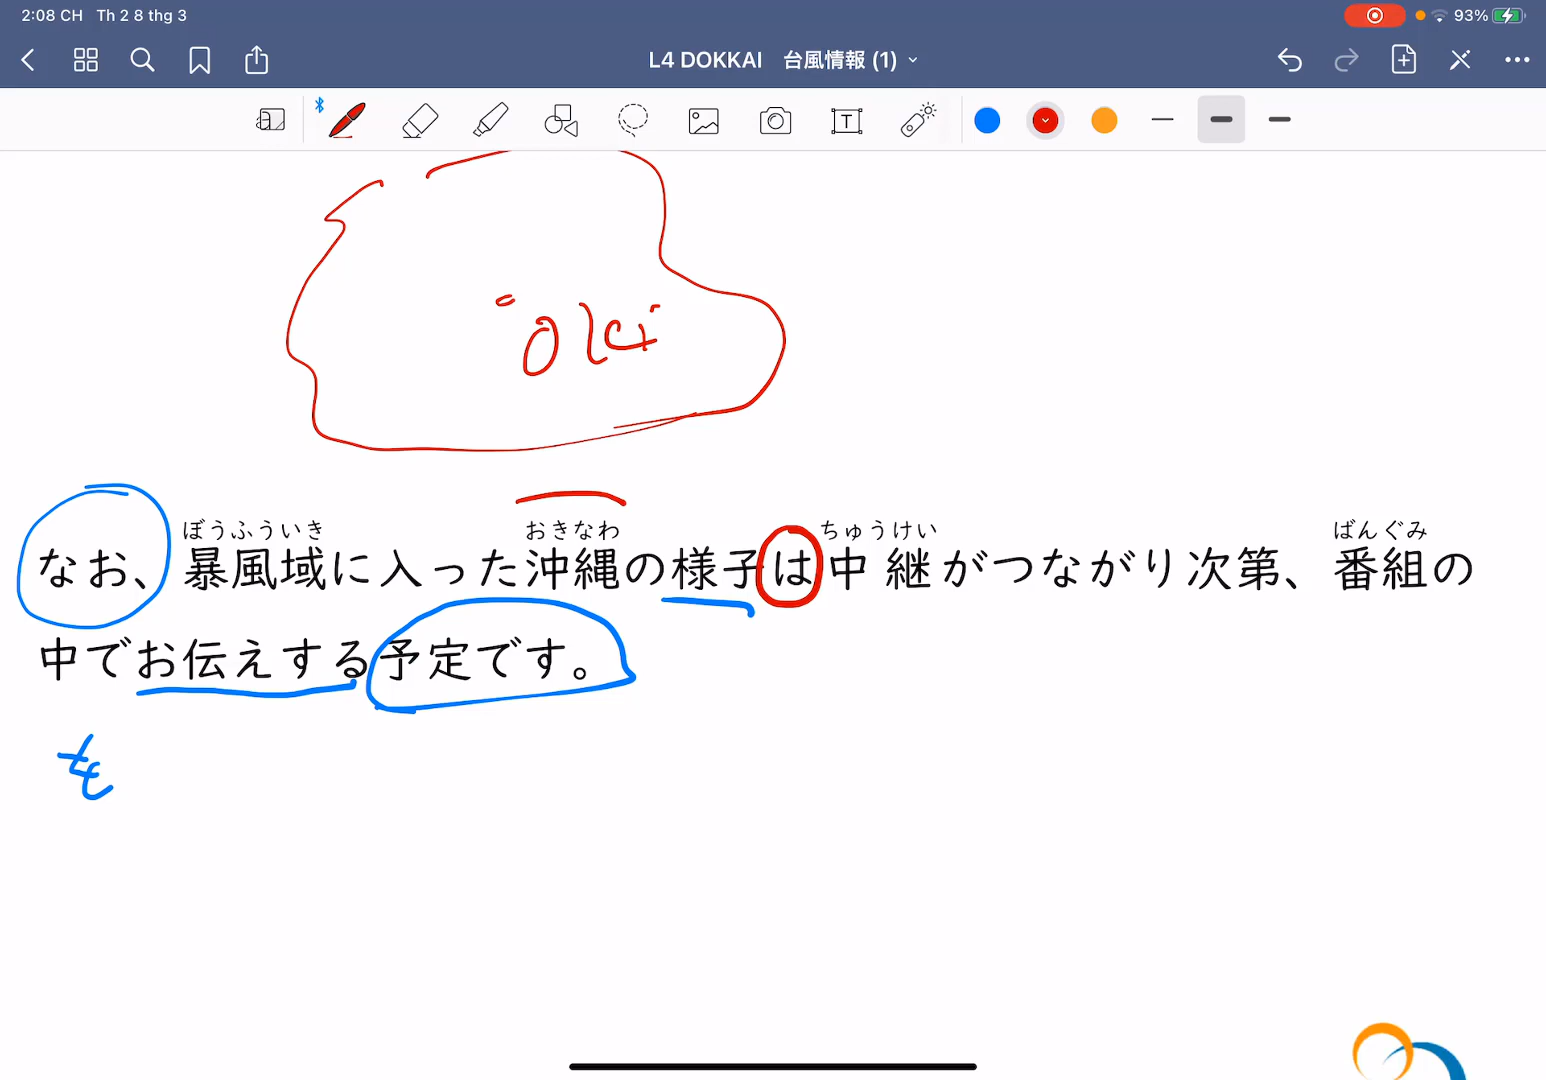 2:08 CH Th 2 8 thg 3
93%
L4 DOKKAI 台風情報 (1)
T
Oki
ぼうふういき おきなわ ちゅうけい ばんぐみ
なお、暴風域に入った沖縄の様子は中継がつながり次第、番組の
中でお伝えする予定です。
を